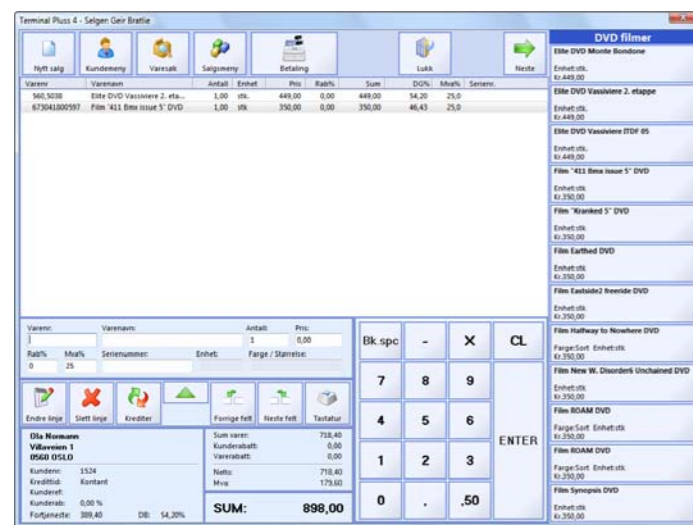 Terminal Pluss 4 - Selger: Geir Bratlie
Nytt salg Kundemeny Varesøk Salgsmeny Betaling Lukk Neste
Varenr Varenavn Antall Enhet Pris Rab% Sum DG% Mva% Serienr.
560,5038 Elite DVD Vassiviere 2. eta... 1,00 stk. 449,00 0,00 449,00 54,20 25,0
673041800597 Film "411 Bmx issue 5" DVD 1,00 stk 350,00 0,00 350,00 46,43 25,0
Varenr: Varenavn: Antall: Pris:
1 0,00
Rab% Mva% Serienummer: Enhet: Farge / Størrelse:
0 25
Endre linje Slett linje Krediter Forrige felt Neste felt Tastatur
Ola Normann
Villaveien 1
0560 OSLO
Kundenr: 1524
Kredittid: Kontant
Kunderef:
Kunderab: 0,00 %
Fortjeneste: 389,40 DB: 54,20%
Sum varer: 718,40
Kunderabatt: 0,00
Varerabatt: 0,00
Netto: 718,40
Mva: 179,60
SUM: 898,00
Bk.spc - X CL
7 8 9
4 5 6
ENTER
1 2 3
0 . .50
DVD filmer
Elite DVD Monte Bondone
Enhet:stk.
Kr.449,00
Elite DVD Vassiviere 2. etappe
Enhet:stk.
Kr.449,00
Elite DVD Vassiviere ITDF 05
Enhet:stk.
Kr.449,00
Film "411 Bmx issue 5" DVD
Enhet:stk
Kr.350,00
Film "Kranked 5" DVD
Enhet:stk
Kr.350,00
Film Earthed DVD
Enhet:stk
Kr.350,00
Film Eastside2 freeride DVD
Enhet:stk
Kr.350,00
Film Halfway to Nowhere DVD
Farge:Sort Enhet:stk
Kr.350,00
Film New W. Disorder6 Unchained DVD
Enhet:stk
Kr.350,00
Film ROAM DVD
Farge:Sort Enhet:stk
Kr.350,00
Film ROAM DVD
Farge:Sort Enhet:stk
Kr.350,00
Film Synopsis DVD
Enhet:stk
Kr.350,00